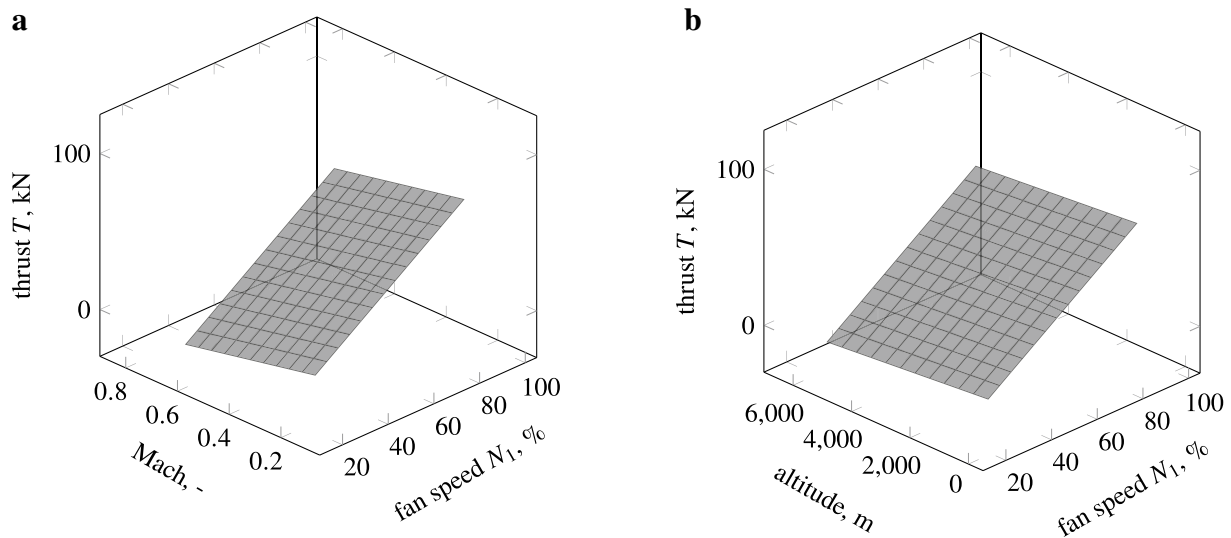 a
100
0
thrust T, kN
0.8
0.6
0.4
0.2
Mach, -
20
40
60
80
100
fan speed N1, %
b
100
0
thrust T, kN
6,000
4,000
2,000
0
altitude, m
20
40
60
80
100
fan speed N1, %